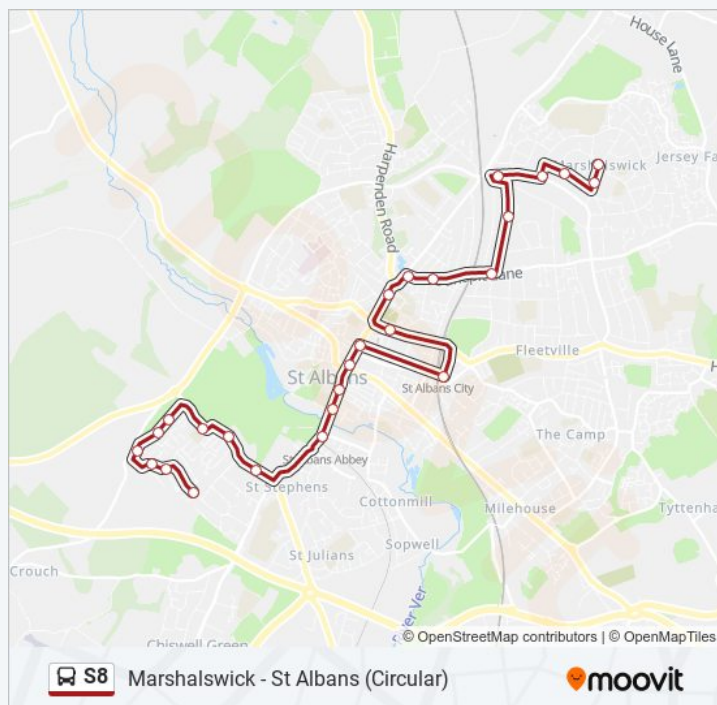 House Lane
Marshalswick
Jersey Fa
Harpenden Road
Lane
Fleetville
St Albans
St Albans City
The Camp
St Albans Abbey
St Stephens
Cottonmill
Milehouse
Tyttenha
Sopwell
St Julians
Crouch
Ver
Chiswell Green
© OpenStreetMap contributors | © OpenMapTiles
S8 Marshalswick - St Albans (Circular)
moovit